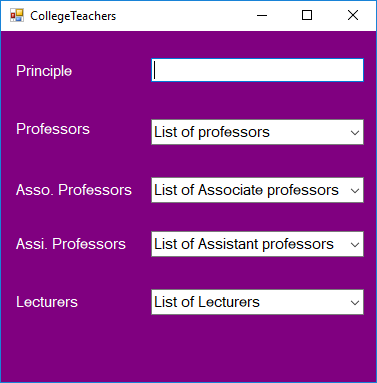 CollegeTeachers
Principle
Professors List of professors
Asso. Professors List of Associate professors
Assi. Professors List of Assistant professors
Lecturers List of Lecturers